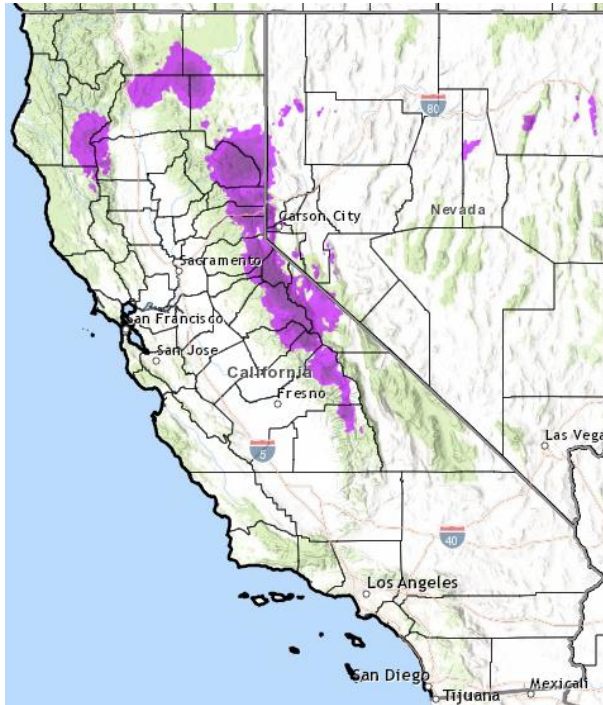 80
Nevada
Carson City
Sacramento
San Francisco
San Jose
California
Fresno
5
Las Vega
40
Los Angeles
San Diego
Tijuana
Mexicali